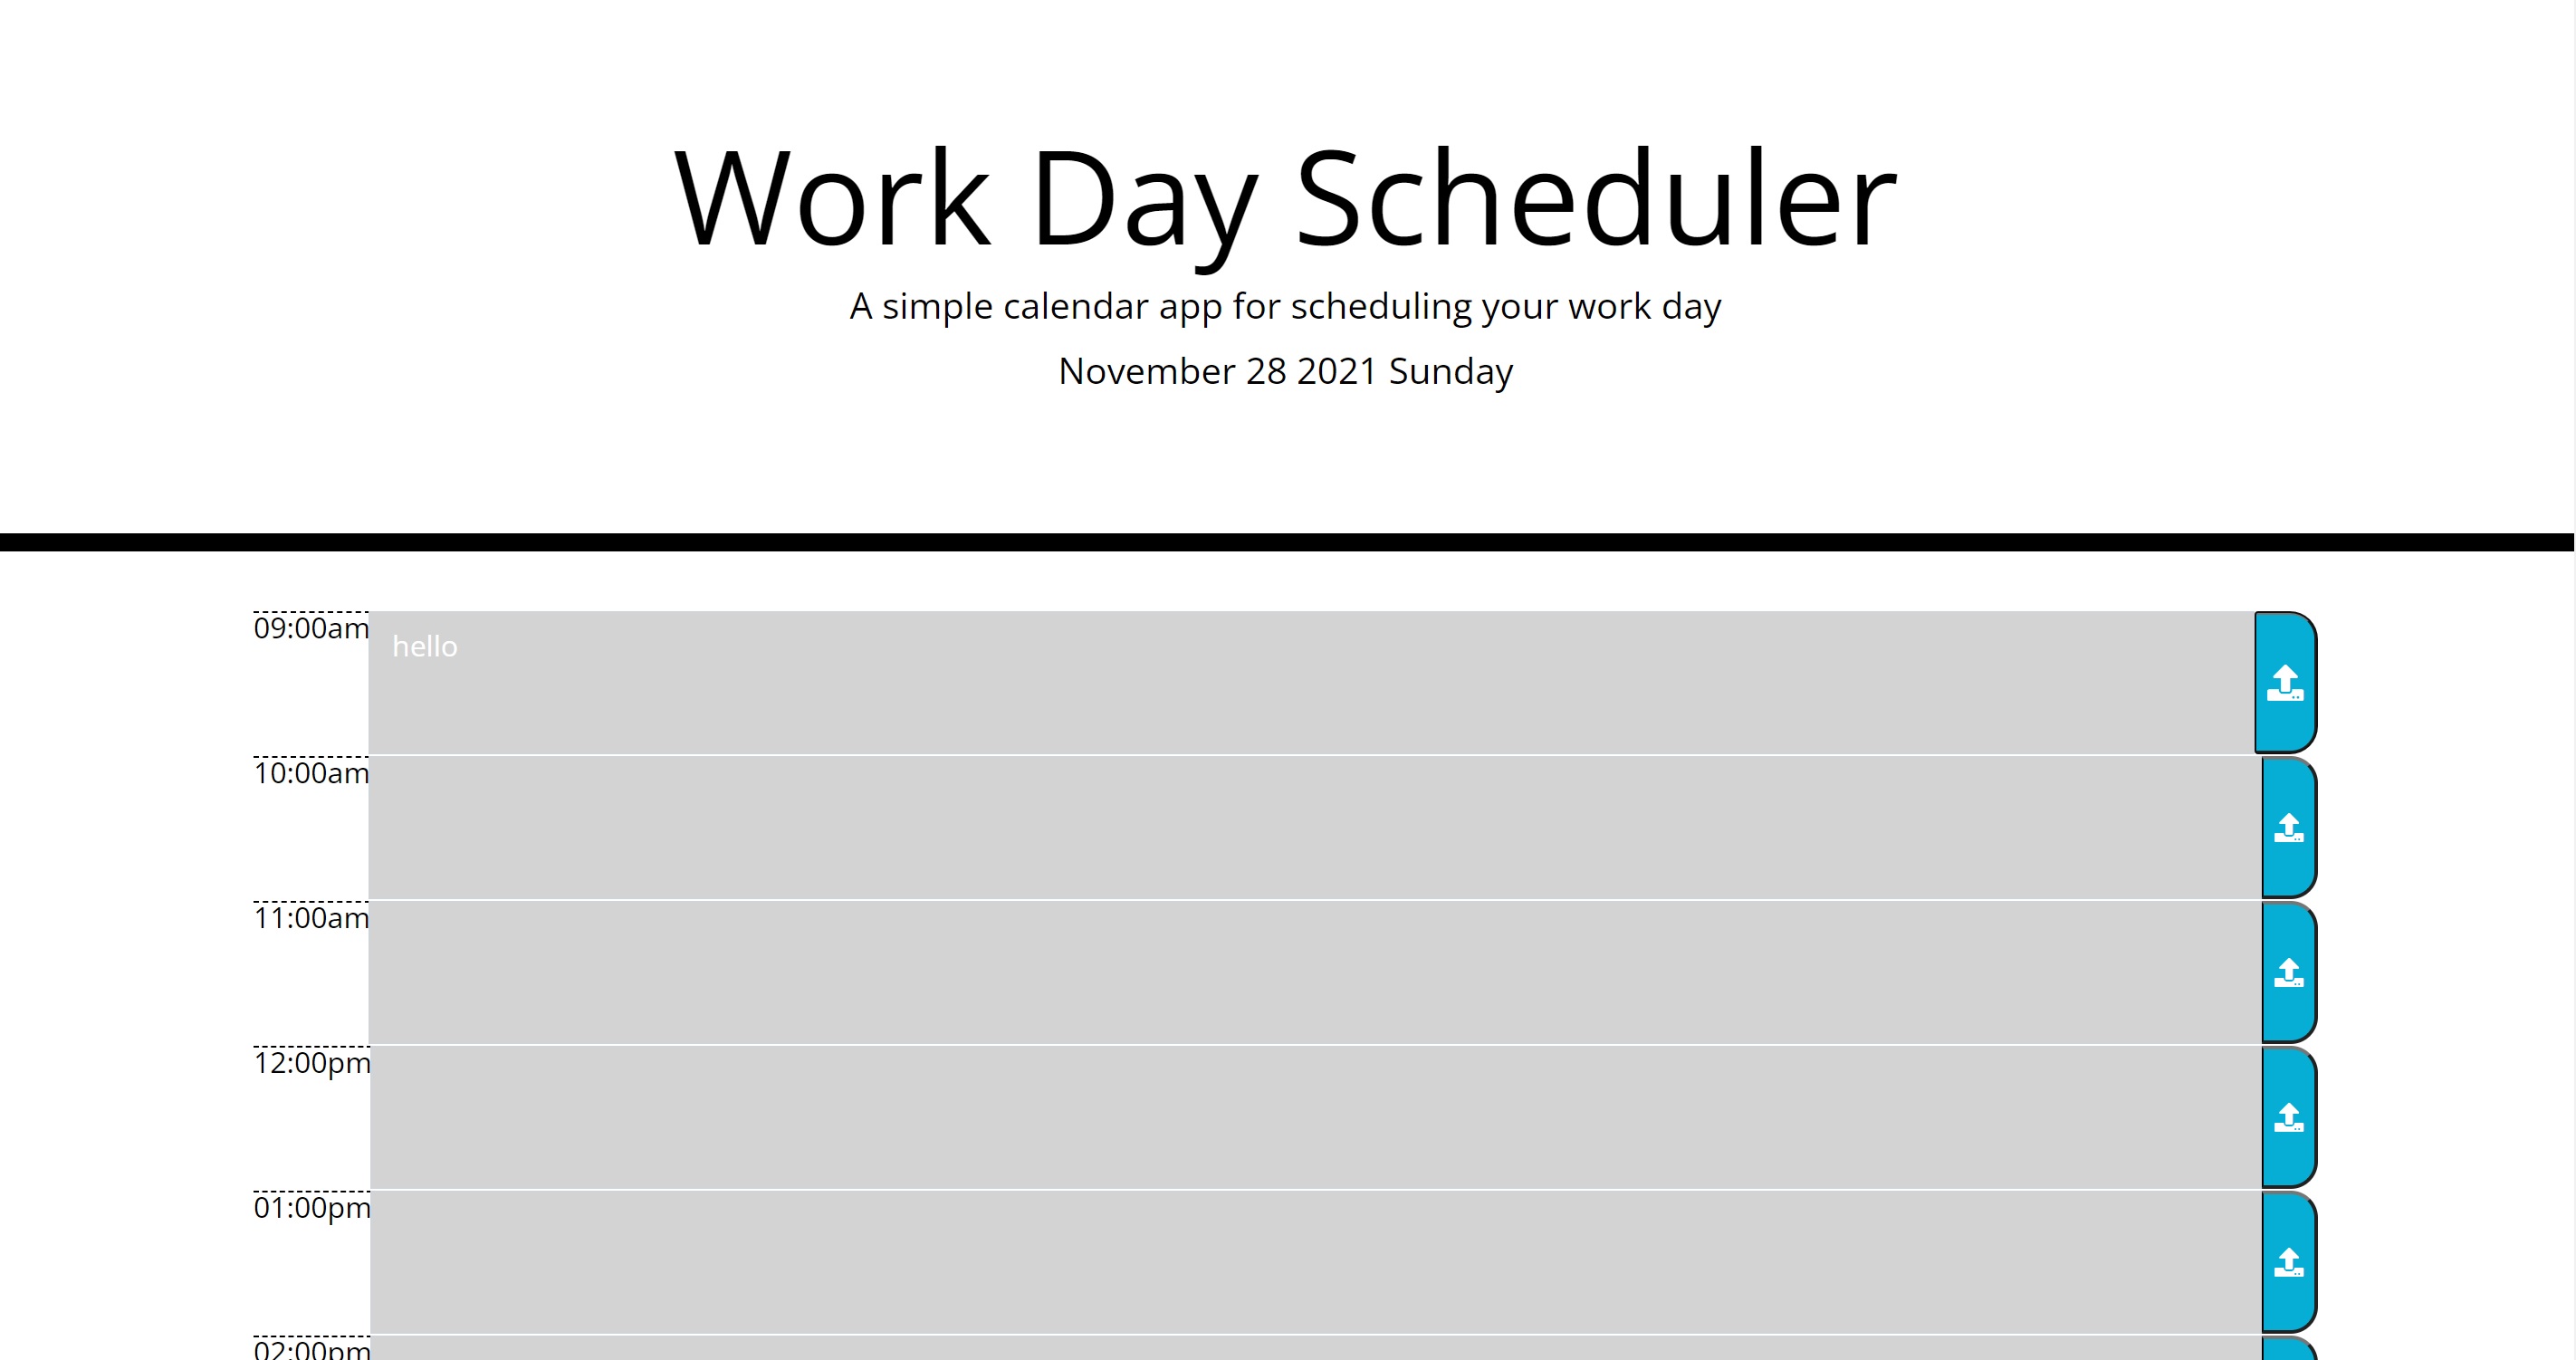 Work Day Scheduler
A simple calendar app for scheduling your work day
November 28 2021 Sunday
09:00am
hello
10:00am
11:00am
12:00pm
01:00pm
02:00pm